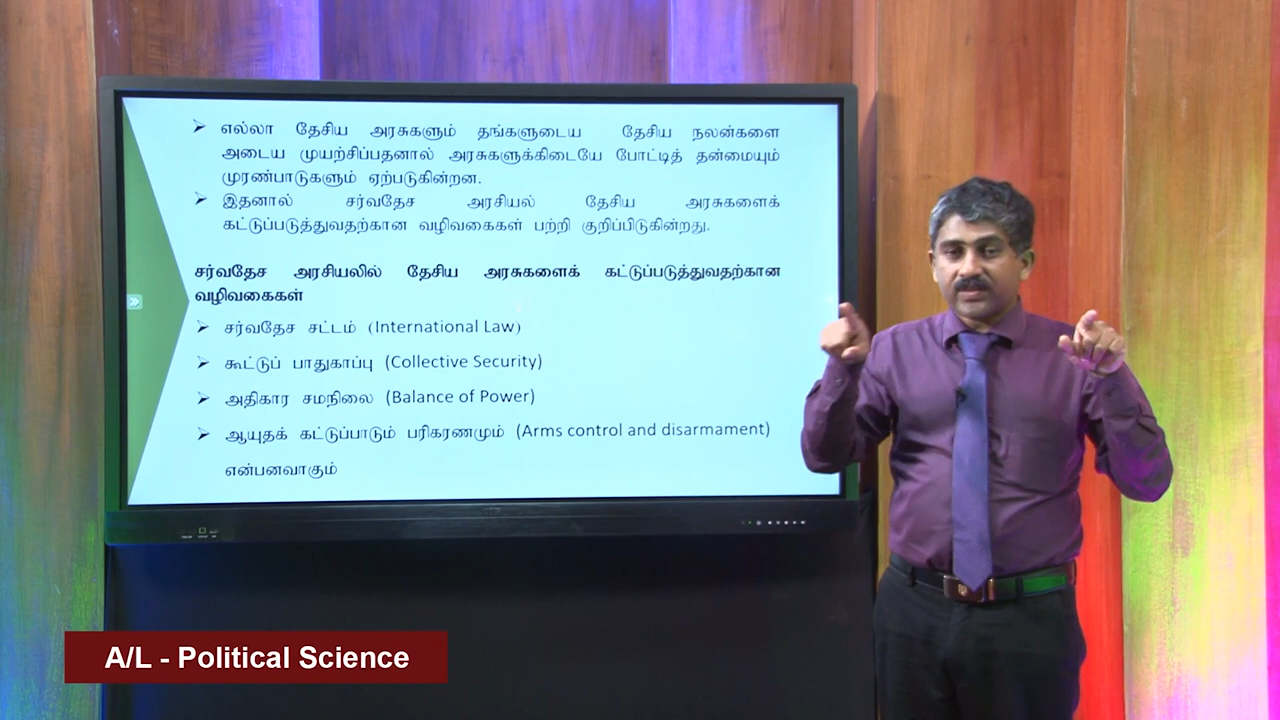 எல்லா தேசிய அரசுகளும் தங்களுடைய தேசிய நலன்களை
அடைய முயற்சிப்பதனால் அரசுகளுக்கிடையே போட்டித் தன்மையும்
முரண்பாடுகளும் ஏற்படுகின்றன.
இதனால் சர்வதேச அரசியல் தேசிய அரசுகளைக்
கட்டுப்படுத்துவதற்கான வழிவகைகள் பற்றி குறிப்பிடுகின்றது.
சர்வதேச அரசியலில் தேசிய அரசுகளைக் கட்டுப்படுத்துவதற்கான
வழிவகைகள்
சர்வதேச சட்டம் (International Law)
கூட்டுப் பாதுகாப்பு (Collective Security)
அதிகார சமநிலை (Balance of Power)
ஆயுதக் கட்டுப்பாடும் பரிகரணமும் (Arms control and disarmament)
என்பனவாகும்
A/L - Political Science